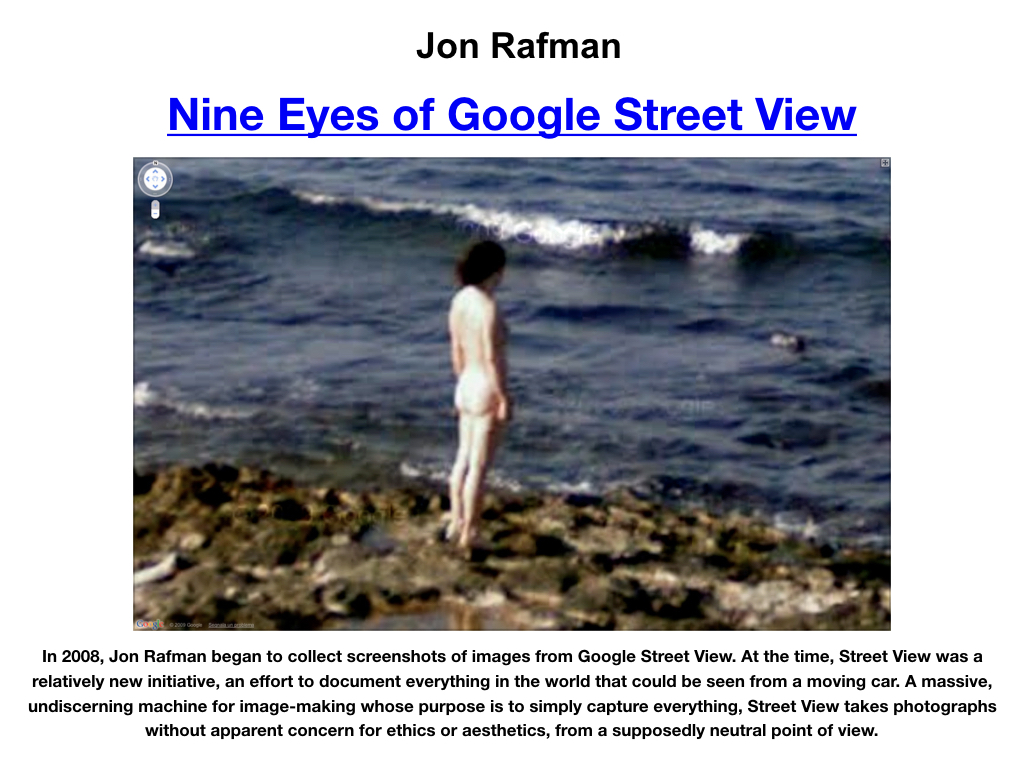 Jon Rafman
Nine Eyes of Google Street View
Google
© 2009 Google
In 2008, Jon Rafman began to collect screenshots of images from Google Street View. At the time, Street View was a
relatively new initiative, an effort to document everything in the world that could be seen from a moving car. A massive,
undiscerning machine for image-making whose purpose is to simply capture everything, Street View takes photographs
without apparent concern for ethics or aesthetics, from a supposedly neutral point of view.